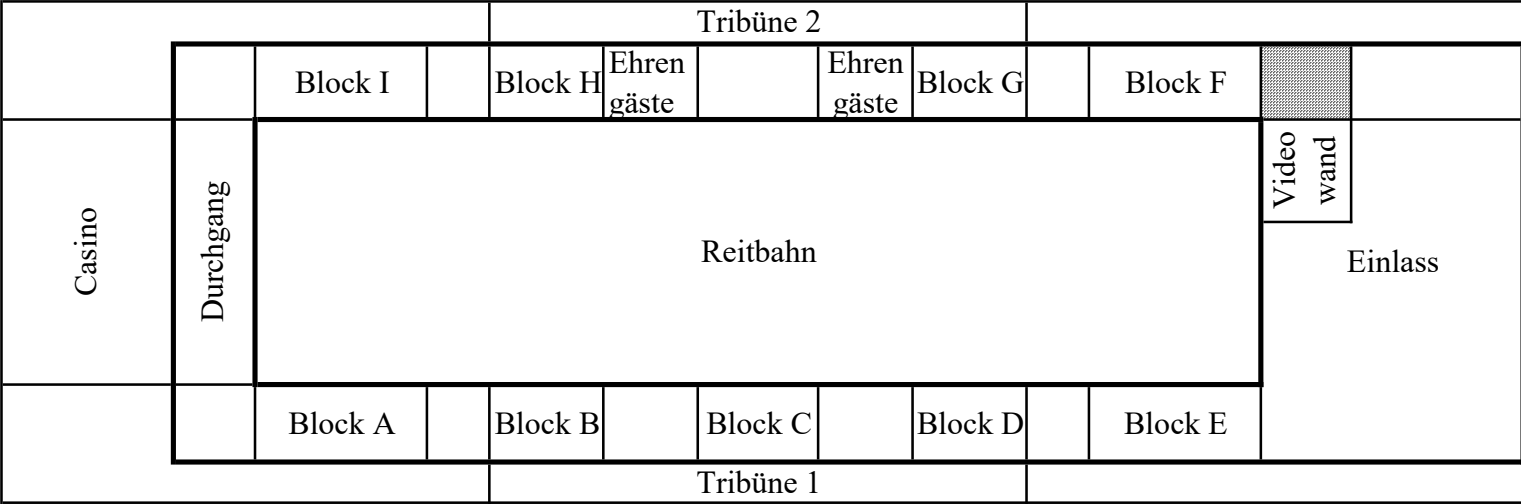 Tribüne 2
Block I
Block H
Ehren
gäste
Ehren
gäste
Block G
Block F
Video
wand
Casino
Durchgang
Reitbahn
Einlass
Block A
Block B
Block C
Block D
Block E
Tribüne 1